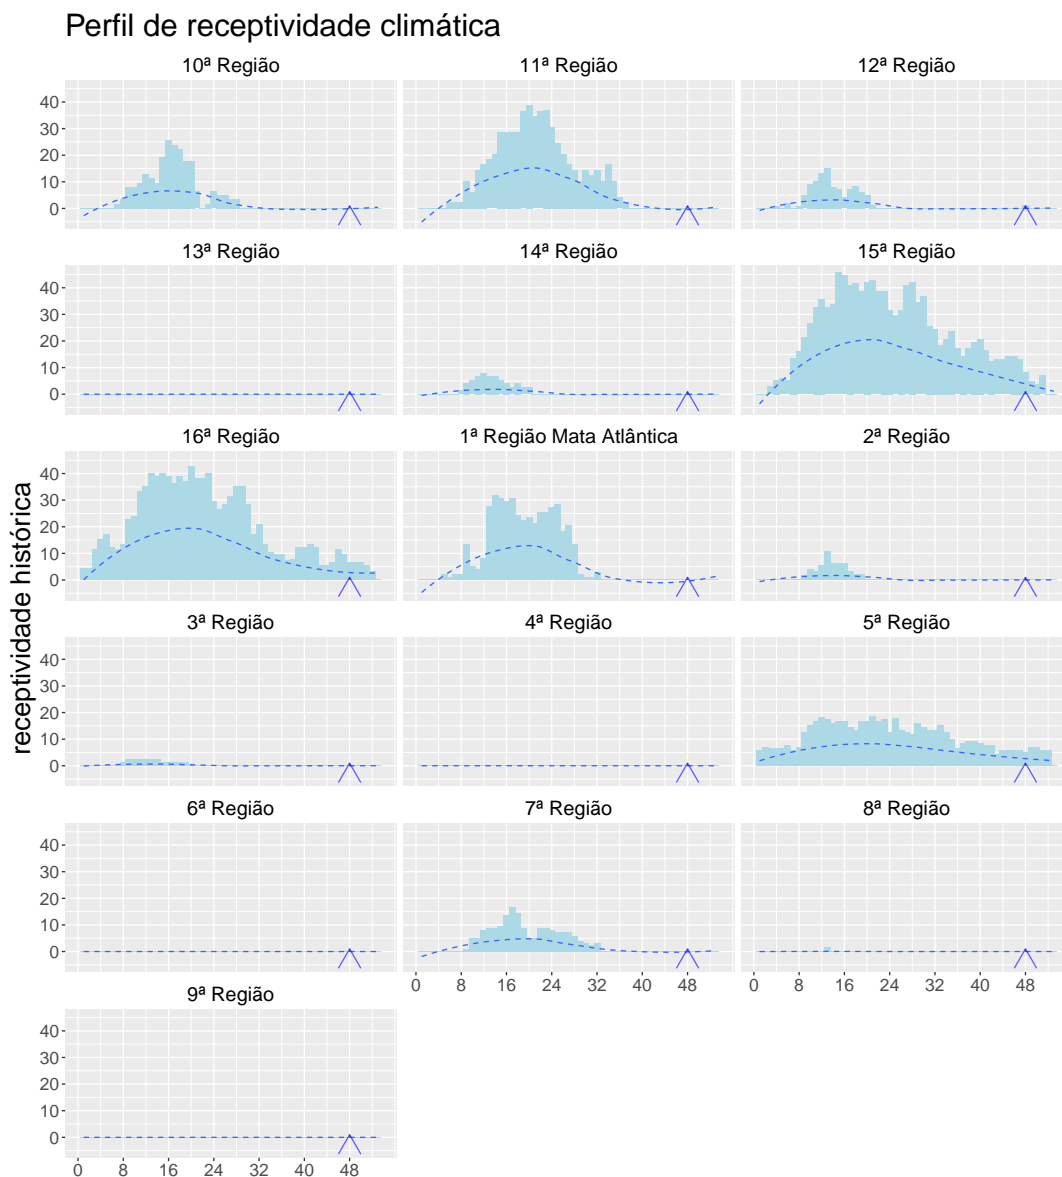 Perfil de receptividade climática
10ª Região
11ª Região
12ª Região
40
30
20
10
0
13ª Região
14ª Região
15ª Região
40
30
20
10
0
16ª Região
1ª Região Mata Atlântica
2ª Região
40
30
20
10
0
receptividade histórica
3ª Região
4ª Região
5ª Região
40
30
20
10
0
6ª Região
7ª Região
8ª Região
40
30
20
10
0
0 8 16 24 32 40 48
0 8 16 24 32 40 48
9ª Região
40
30
20
10
0
0 8 16 24 32 40 48